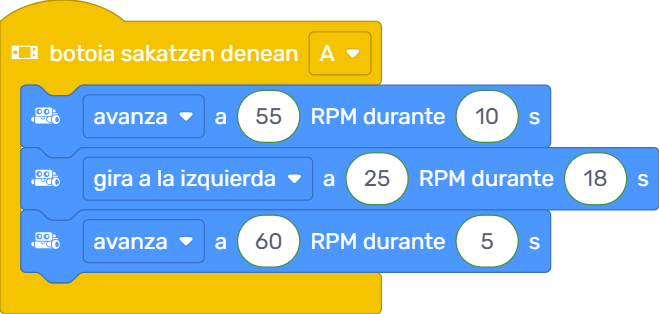 botoia sakatzen denean A
avanza a 55 RPM durante 10 s
gira a la izquierda a 25 RPM durante 18 s
avanza a 60 RPM durante 5 s